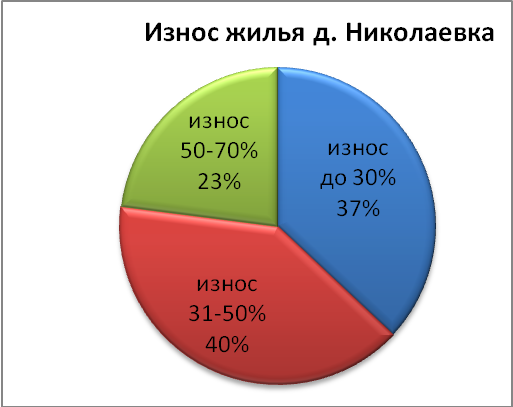 Износ жилья д. Николаевка
износ
50-70%
23%
износ
до 30%
37%
износ
31-50%
40%